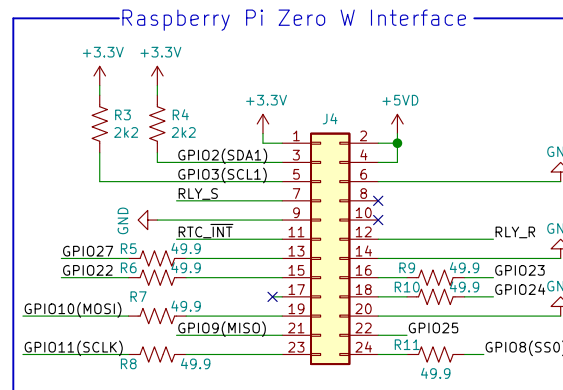 Raspberry Pi Zero W Interface
+3.3V +3.3V
R3 2k2 R4 2k2
+3.3V J4 +5VD
1 2
GPIO2(SDA1) 3 4
GPIO3(SCL1) 5 6
RLY_S 7 8
GND 9 10
RTC_INT 11 12 RLY_R
GPIO27 R5 49.9 13 14
GPIO22 R6 49.9 15 16 R9 49.9 GPIO23
17 18 R10 49.9 GPIO24
GPIO10(MOSI) R7 49.9 19 20
GPIO9(MISO) 21 22 GPIO25
GPIO11(SCLK) R8 49.9 23 24 R11 49.9 GPIO8(SS0)